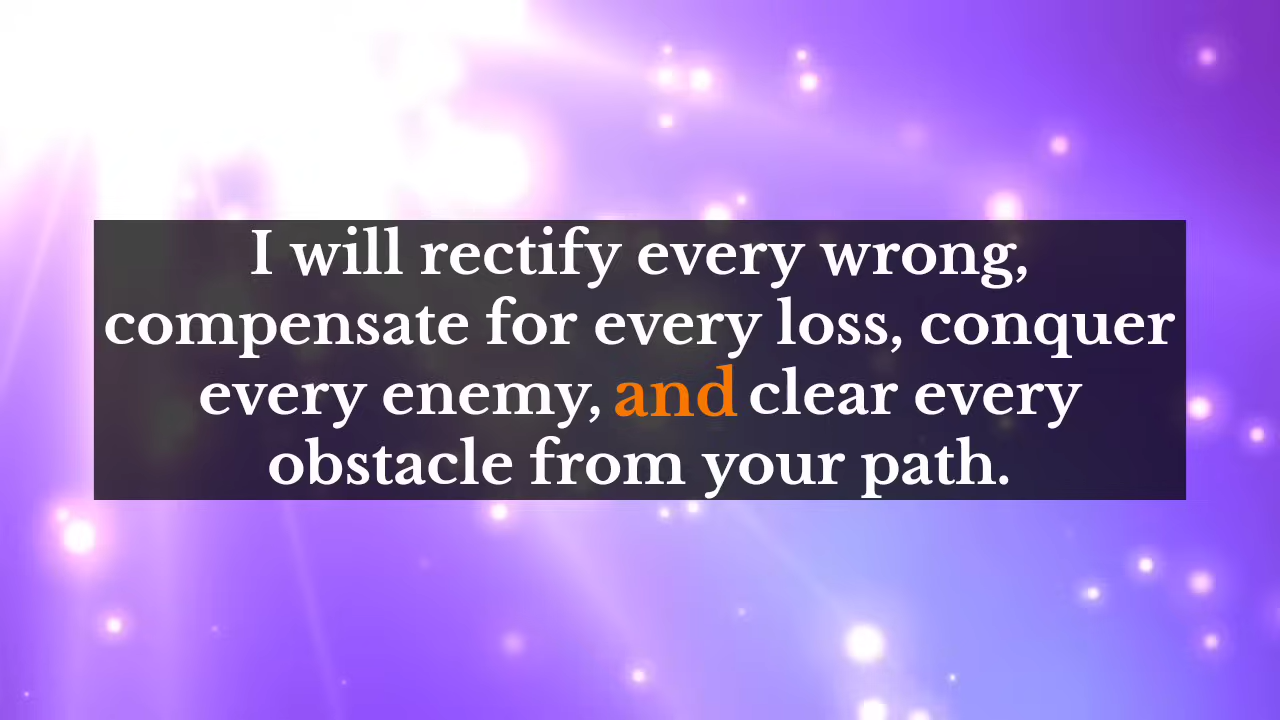 I will rectify every wrong,
compensate for every loss, conquer
every enemy, and clear every
obstacle from your path.